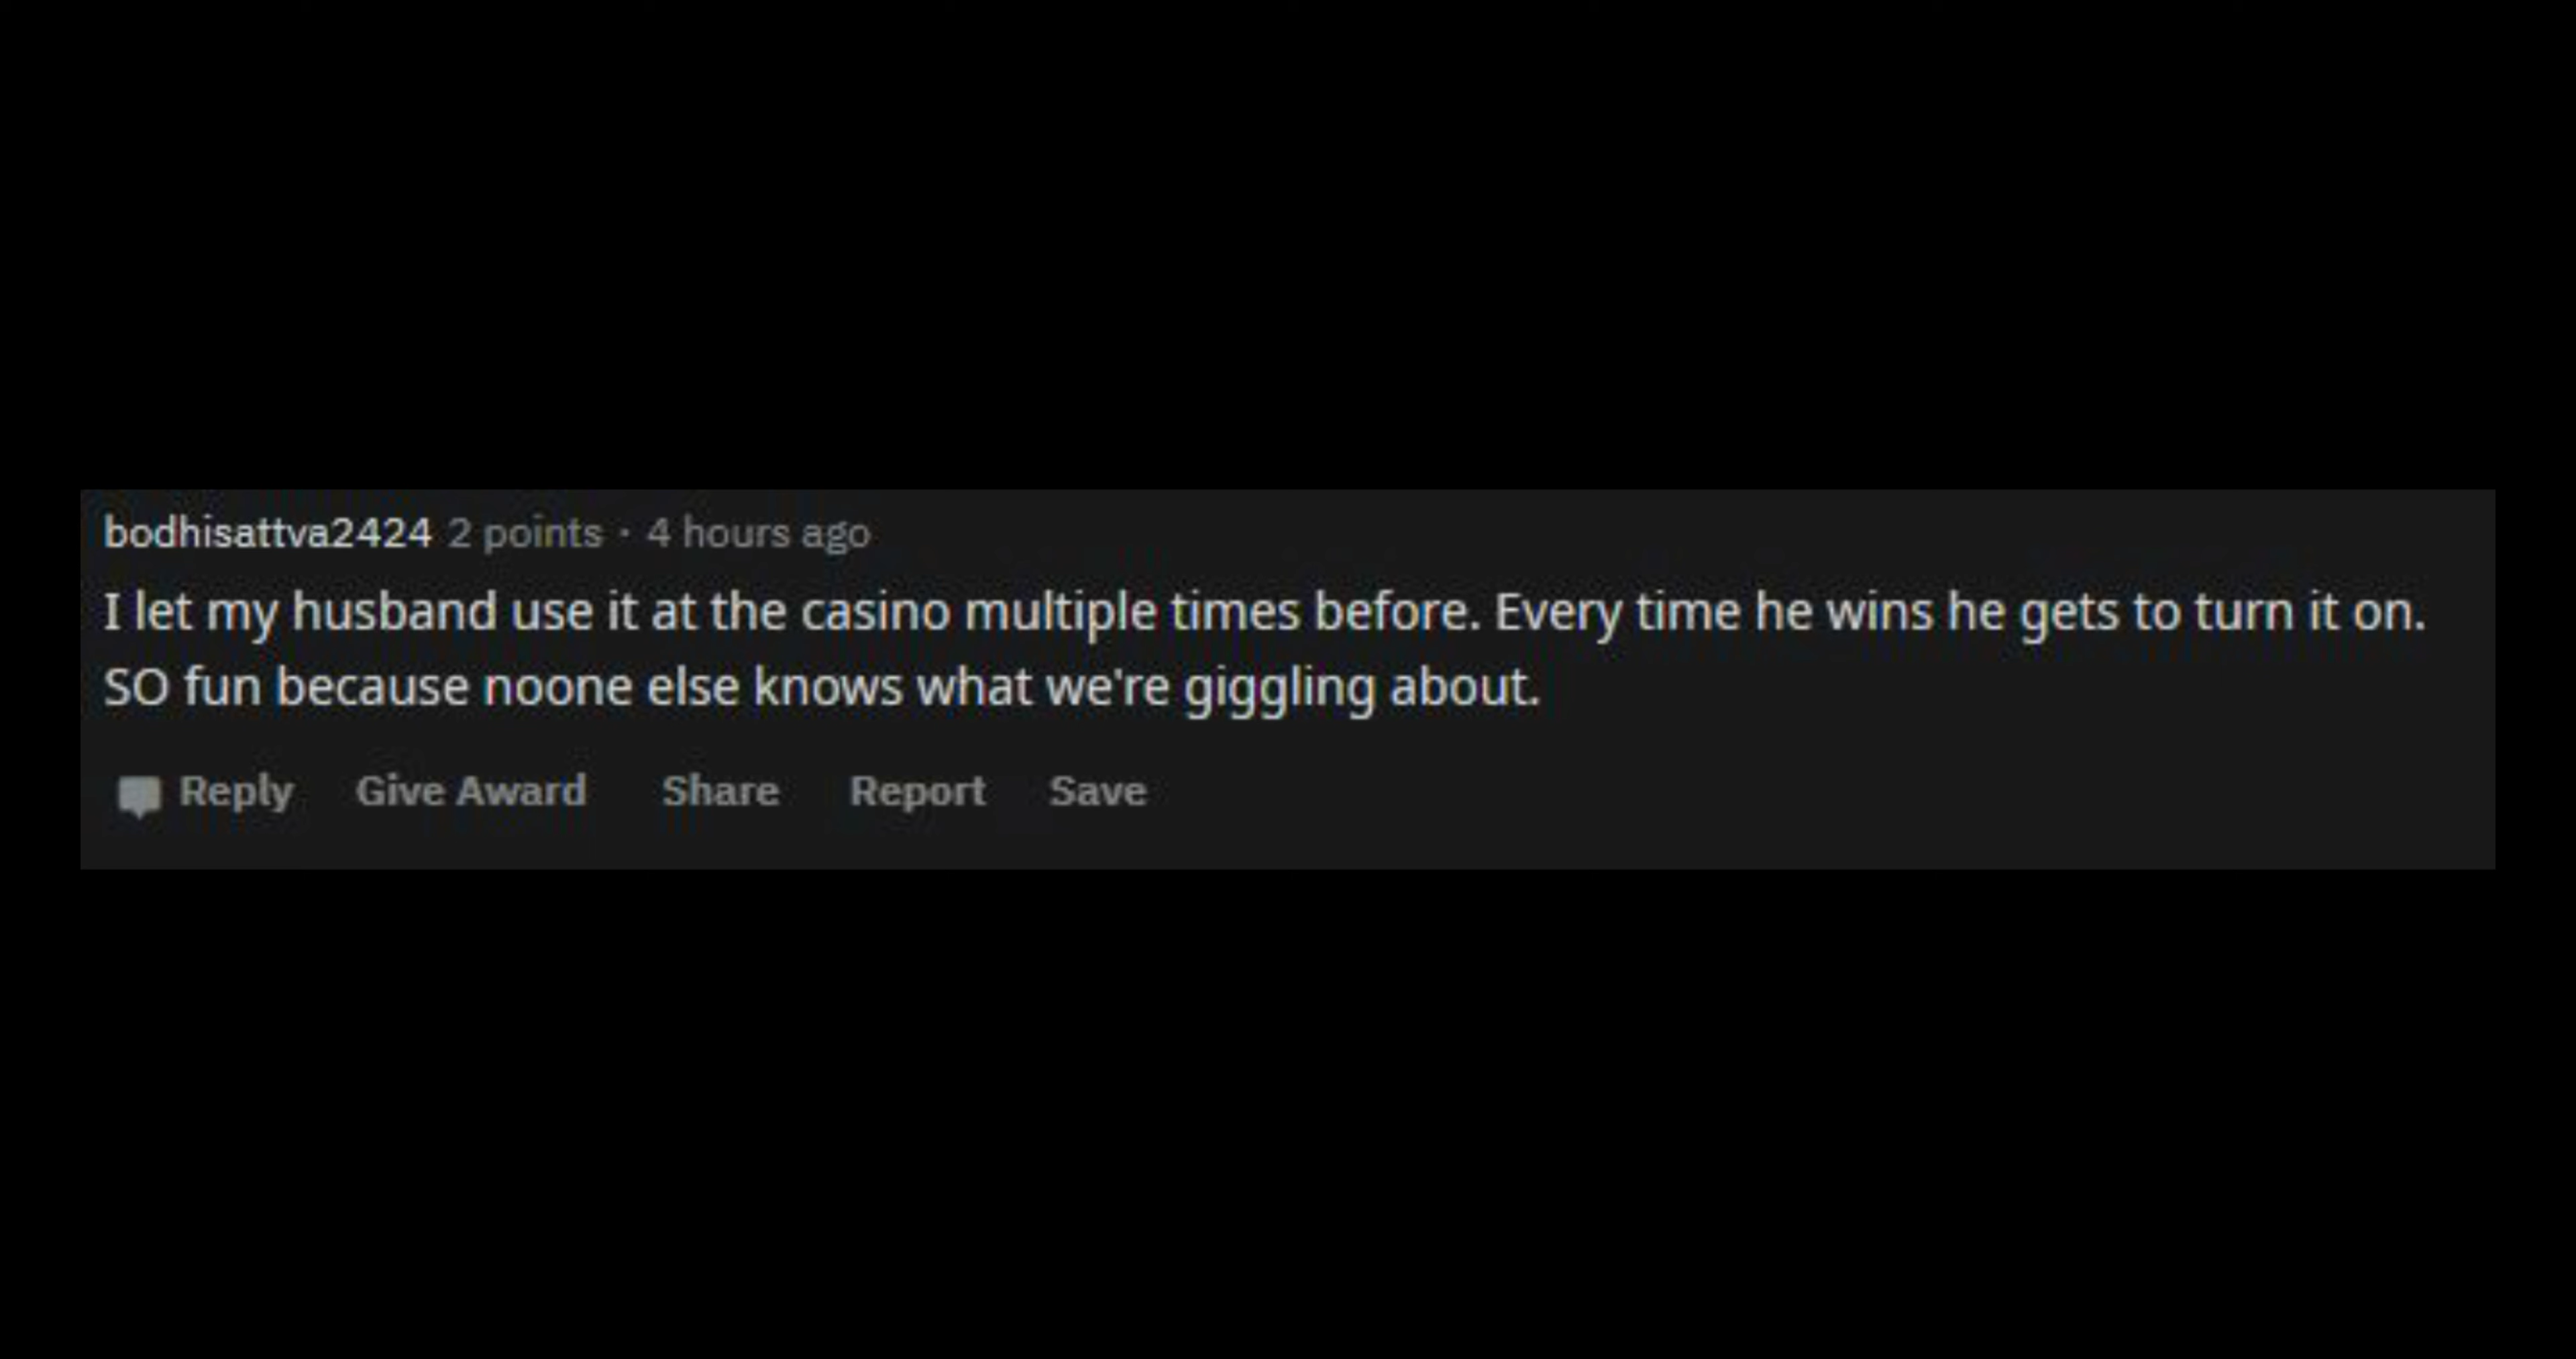 bodhisattva2424 2 points · 4 hours ago
I let my husband use it at the casino multiple times before. Every time he wins he gets to turn it on.
SO fun because noone else knows what we're giggling about.
Reply Give Award Share Report Save